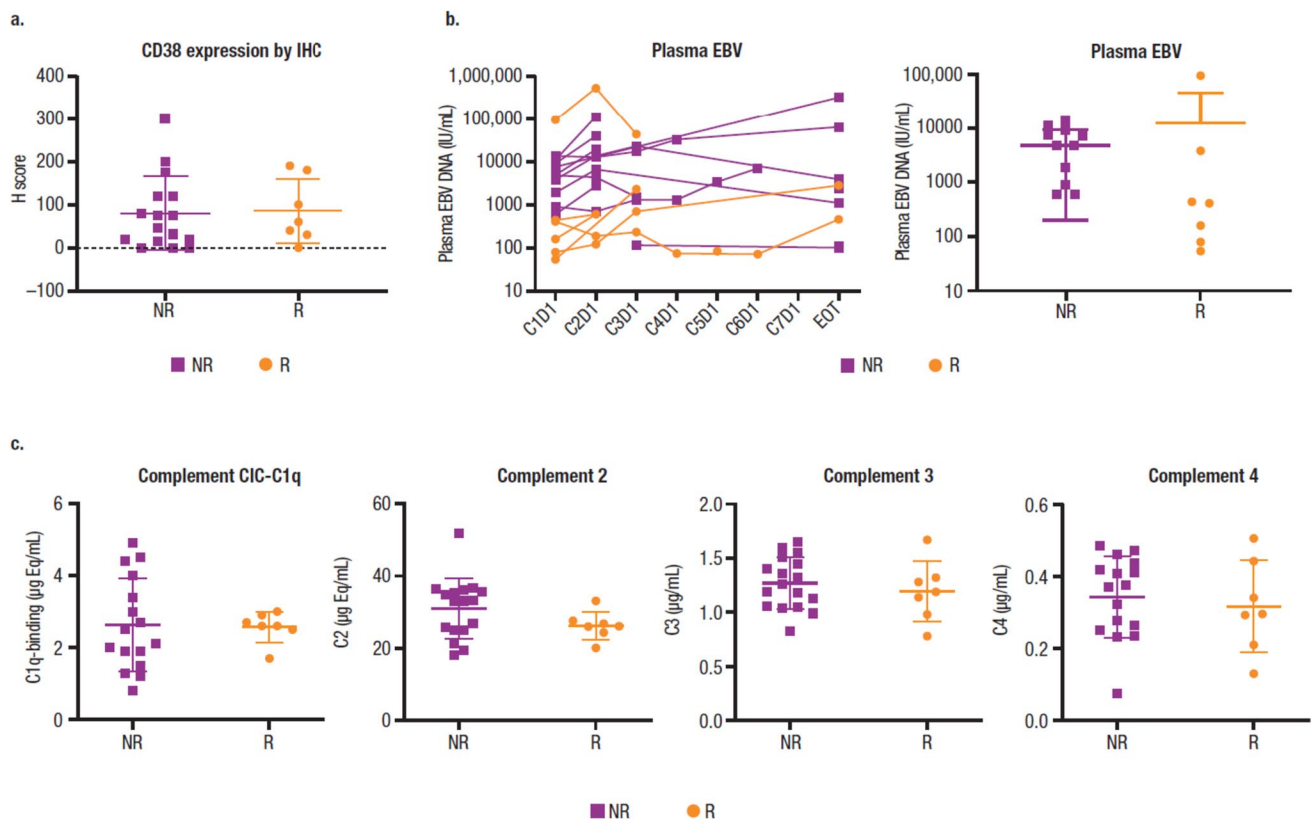 a.
CD38 expression by IHC
400
300
200
100
0
–100
H score
NR
R
NR
R
b.
Plasma EBV
1,000,000
100,000
10000
1000
100
10
Plasma EBV DNA (IU/mL)
C1D1
C2D1
C3D1
C4D1
C5D1
C6D1
C7D1
EOT
Plasma EBV
100,000
10000
1000
100
10
Plasma EBV DNA (IU/mL)
NR
R
NR
R
c.
Complement CIC-C1q
6
4
2
0
C1q-binding (µg Eq/mL)
NR
R
Complement 2
60
40
20
0
C2 (µg Eq/mL)
NR
R
Complement 3
2.0
1.5
1.0
0.5
0.0
C3 (µg/mL)
NR
R
Complement 4
0.6
0.4
0.2
0.0
C4 (µg/mL)
NR
R
NR
R